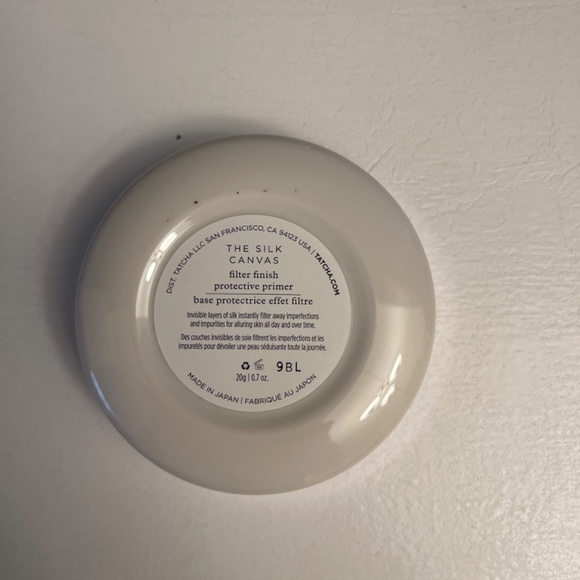 DIST. TATCHA LLC SAN FRANCISCO, CA 94123 USA | TATCHA.COM
THE SILK
CANVAS
filter finish
protective primer
base protectrice effet filtre
Invisible layers of silk instantly filter away imperfections
and impurities for alluring skin all day and over time.
Des couches invisibles de soie filtrent les imperfections et les
impuretés pour dévoiler une peau séduisante toute la journée.
9BL
20g | 0.7 oz.
MADE IN JAPAN | FABRIQUÉ AU JAPON